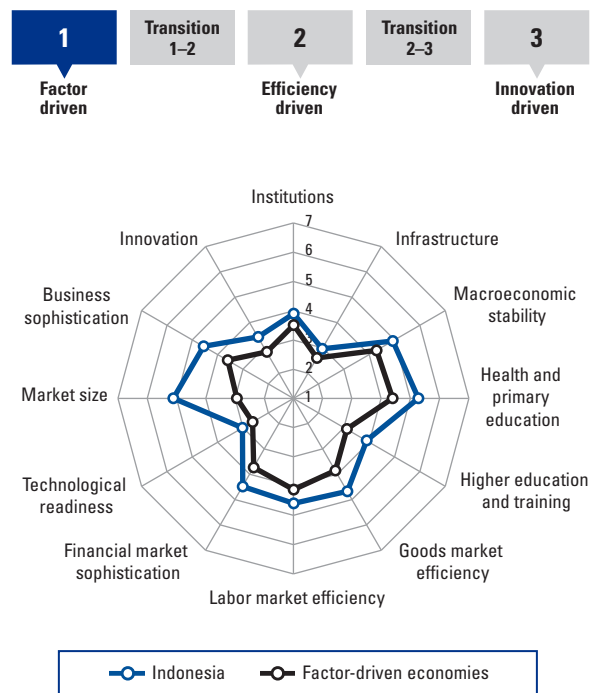 1
Transition
1–2
2
Transition
2–3
3
Factor
driven
Efficiency
driven
Innovation
driven
Institutions
7
Innovation
Infrastructure
6
5
Business
sophistication
Macroeconomic
stability
4
3
2
Market size
1
Health and
primary
education
Technological
readiness
Higher education
and training
Financial market
sophistication
Goods market
efficiency
Labor market efficiency
Indonesia
Factor-driven economies